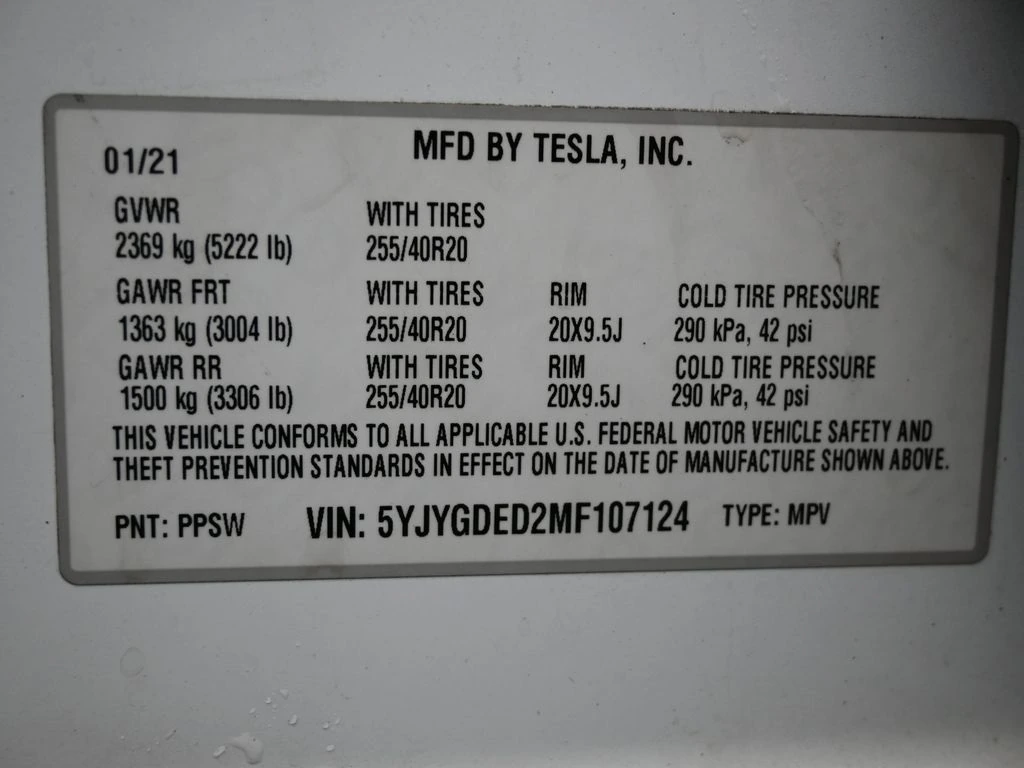 01/21 MFD BY TESLA, INC.
GVWR WITH TIRES
2369 kg (5222 lb) 255/40R20
GAWR FRT WITH TIRES RIM COLD TIRE PRESSURE
1363 kg (3004 lb) 255/40R20 20X9.5J 290 kPa, 42 psi
GAWR RR WITH TIRES RIM COLD TIRE PRESSURE
1500 kg (3306 lb) 255/40R20 20X9.5J 290 kPa, 42 psi
THIS VEHICLE CONFORMS TO ALL APPLICABLE U.S. FEDERAL MOTOR VEHICLE SAFETY AND
THEFT PREVENTION STANDARDS IN EFFECT ON THE DATE OF MANUFACTURE SHOWN ABOVE.
PNT: PPSW VIN: 5YJYGDED2MF107124 TYPE: MPV